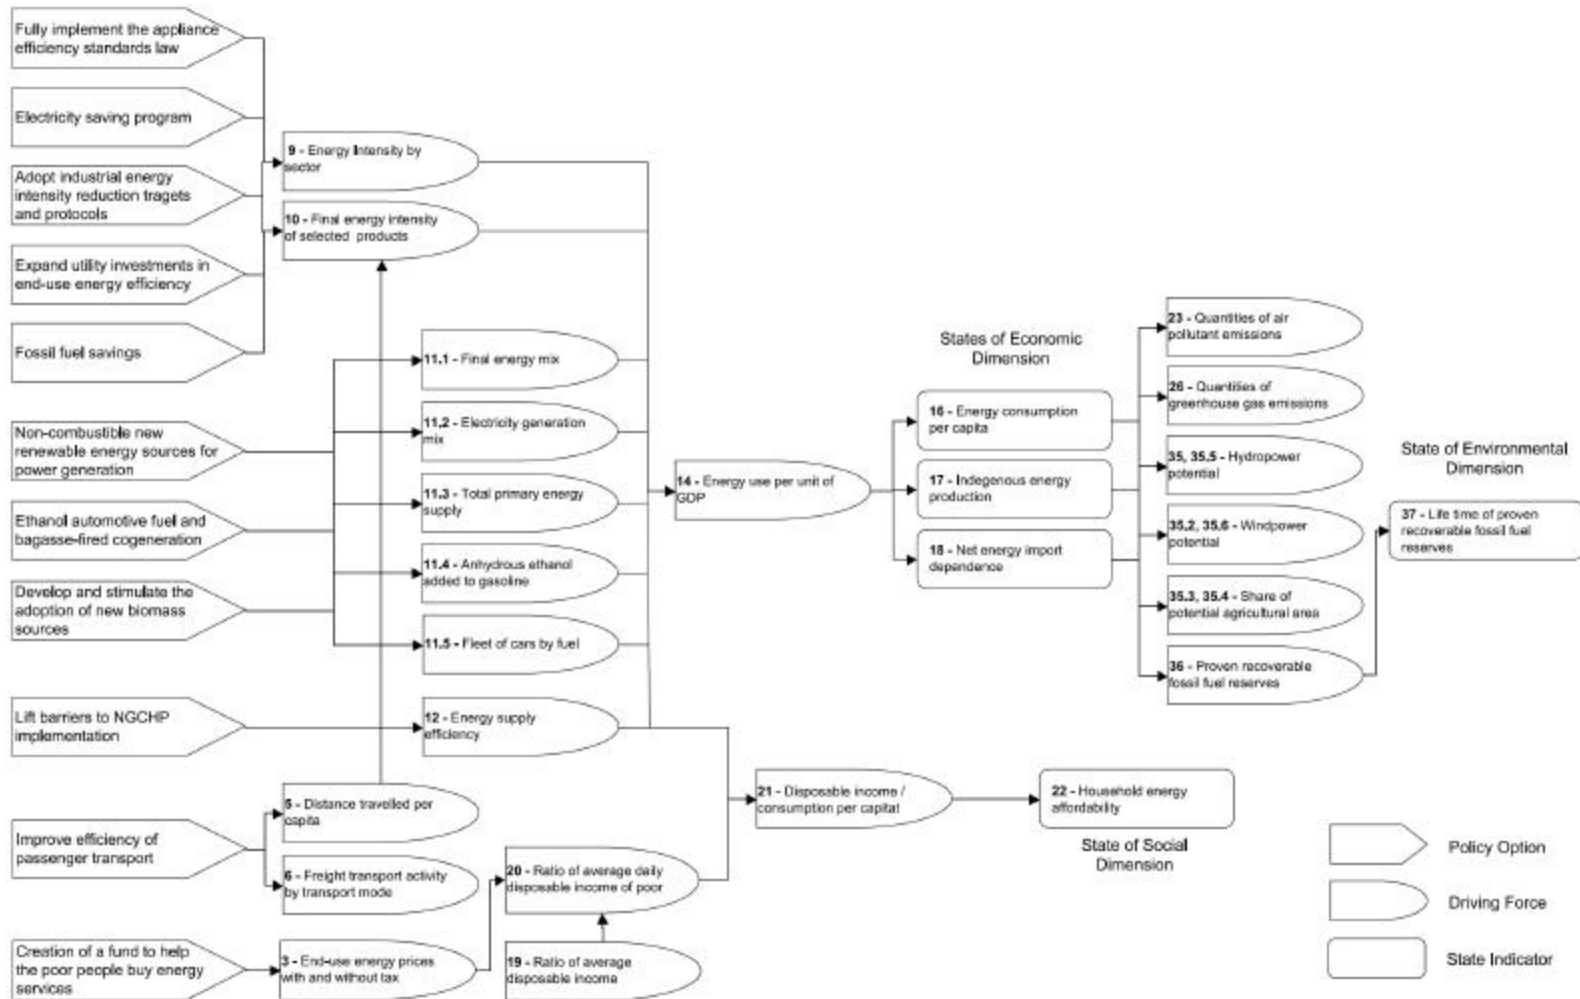 Fully implement the appliance
efficiency standards law
Electricity saving program
Adopt industrial energy
intensity reduction tragets
and protocols
Expand utility investments in
end-use energy efficiency
Fossil fuel savings
Non-combustible new
renewable energy sources for
power generation
Ethanol automotive fuel and
bagasse-fired cogeneration
Develop and stimulate the
adoption of new biomass
sources
Lift barriers to NGCHP
implementation
Improve efficiency of
passenger transport
Creation of a fund to help
the poor people buy energy
services
9 - Energy Intensity by
sector
10 - Final energy intensity
of selected products
11.1 - Final energy mix
11.2 - Electricity generation
mix
11.3 - Total primary energy
supply
11.4 - Anhydrous ethanol
added to gasoline
11.5 - Fleet of cars by fuel
12 - Energy supply
efficiency
5 - Distance travelled per
capita
6 - Freight transport activity
by transport mode
3 - End-use energy prices
with and without tax
20 - Ratio of average daily
disposable income of poor
19 - Ratio of average
disposable income
14 - Energy use per unit of
GDP
21 - Disposable income /
consumption per capitat
States of Economic
Dimension
16 - Energy consumption
per capita
17 - Indegenous energy
production
18 - Net energy import
dependence
22 - Household energy
affordability
State of Social
Dimension
23 - Quantities of air
pollutant emissions
26 - Quantities of
greenhouse gas emissions
35, 35.5 - Hydropower
potential
35.2, 35.6 - Windpower
potential
35.3, 35.4 - Share of
potential agricultural area
36 - Proven recoverable
fossil fuel reserves
State of Environmental
Dimension
37 - Life time of proven
recoverable fossil fuel
reserves
Policy Option
Driving Force
State Indicator